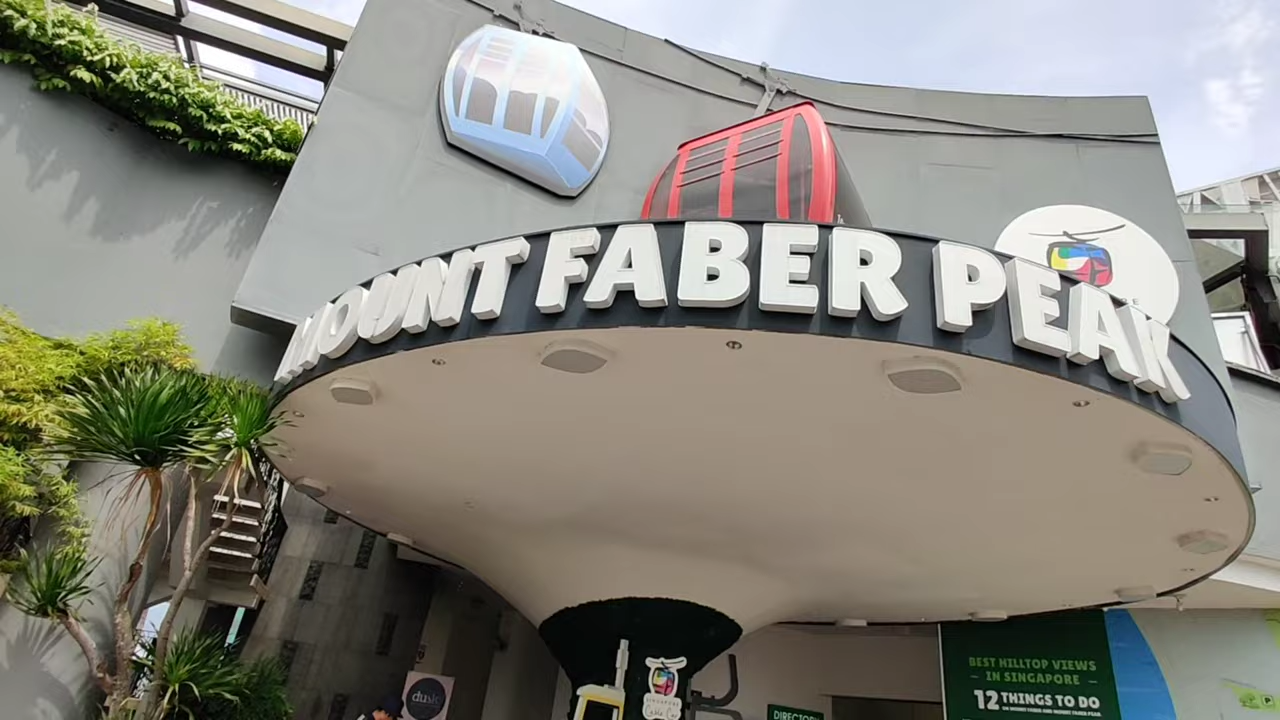 MOUNT FABER PEAK
dusk
BEST HILLTOP VIEWS
IN SINGAPORE
12 THINGS TO DO
DIRECTORY